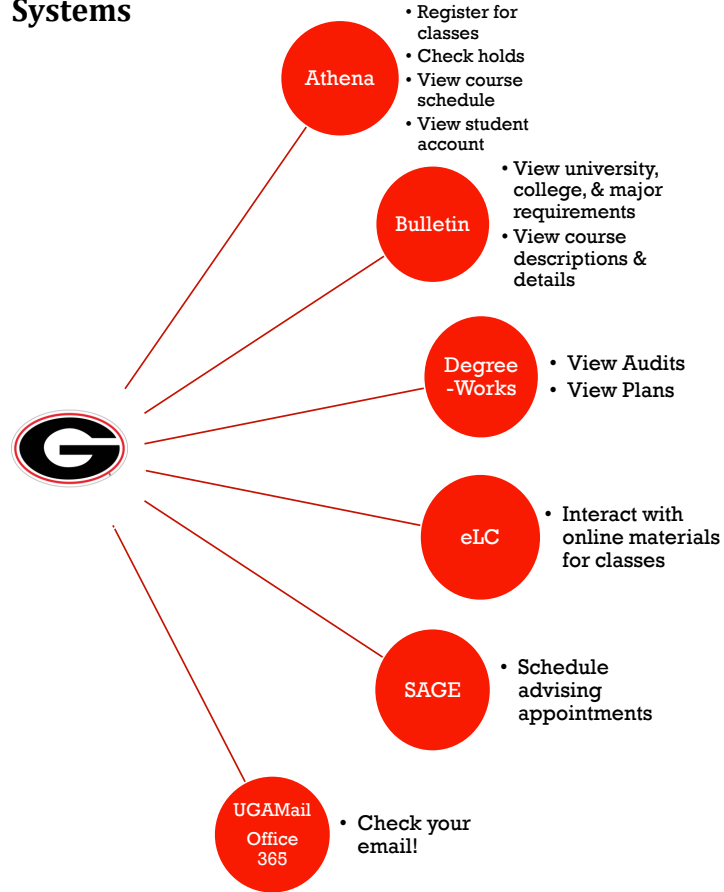 Systems
Athena
• Register for
classes
• Check holds
• View course
schedule
• View student
account
Bulletin
• View university,
college, & major
requirements
• View course
descriptions &
details
Degree
-Works
• View Audits
• View Plans
G
eLC
• Interact with
online materials
for classes
SAGE
• Schedule
advising
appointments
UGAMail
Office
365
• Check your
email!